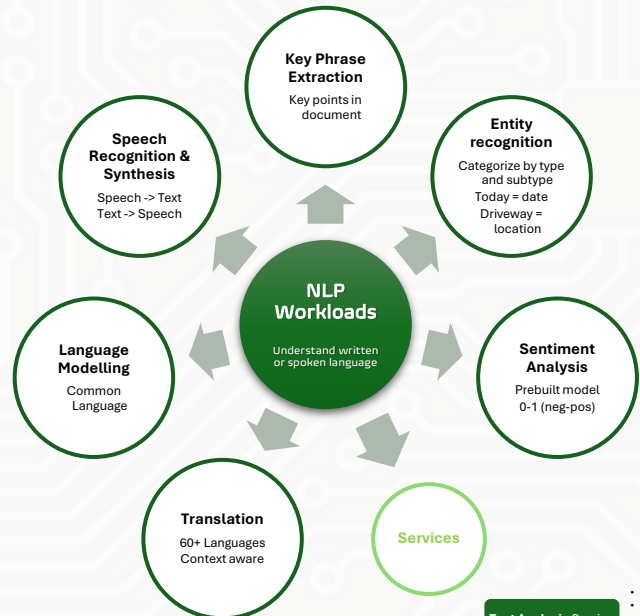 Key Phrase
Extraction
Key points in
document
Speech
Recognition &
Synthesis
Speech -> Text
Text -> Speech
Entity
recognition
Categorize by type
and subtype
Today = date
Driveway =
location
NLP
Workloads
Understand written
or spoken language
Language
Modelling
Common
Language
Sentiment
Analysis
Prebuilt model
0-1 (neg-pos)
Translation
60+ Languages
Context aware
Services